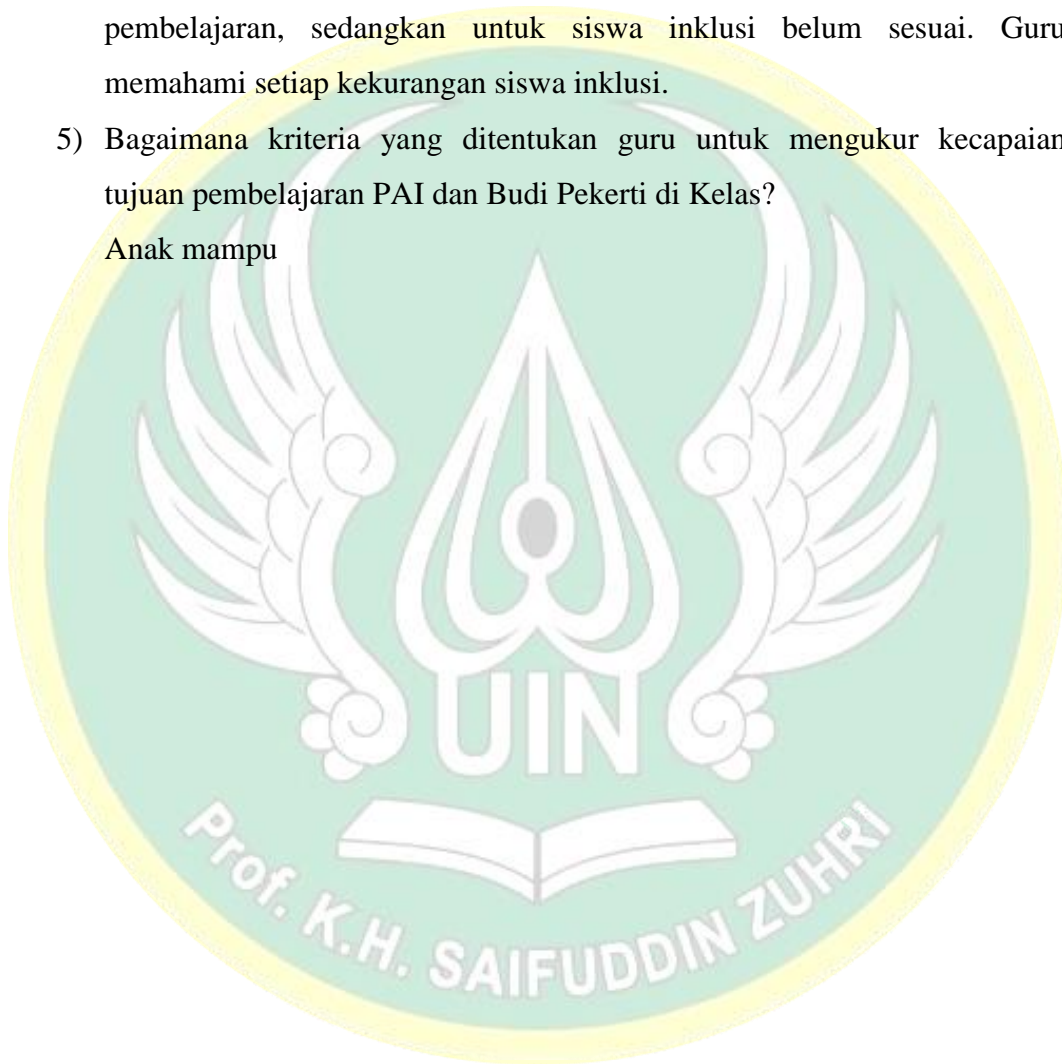 pembelajaran, sedangkan untuk siswa inklusi belum sesuai. Guru
memahami setiap kekurangan siswa inklusi.
5) Bagaimana kriteria yang ditentukan guru untuk mengukur kecapaian
tujuan pembelajaran PAI dan Budi Pekerti di Kelas?
Anak mampu
UIN
Prof. K.H. SAIFUDDIN ZUHRI